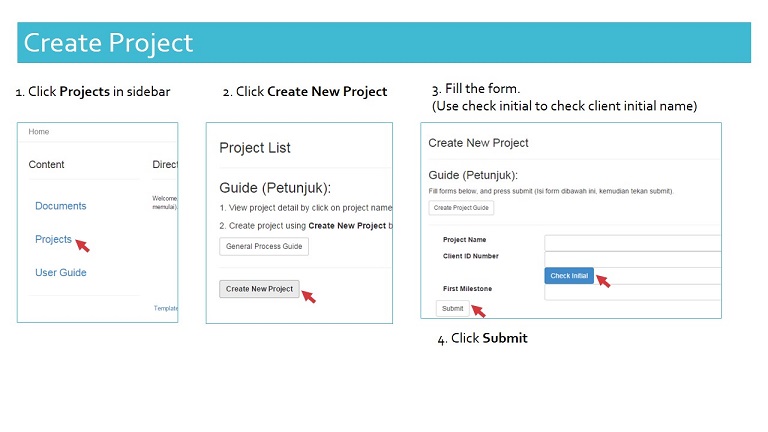 Create Project
1. Click Projects in sidebar
2. Click Create New Project
3. Fill the form.
(Use check initial to check client initial name)
Home
Content
Direct
Documents
Welcome,
memulai).
Projects
User Guide
Template
Project List
Guide (Petunjuk):
1. View project detail by click on project name
2. Create project using Create New Project b
General Process Guide
Create New Project
Create New Project
Guide (Petunjuk):
Fill forms below, and press submit (Isi form dibawah ini, kemudian tekan submit).
Create Project Guide
Project Name
Client ID Number
Check Initial
First Milestone
Submit
4. Click Submit